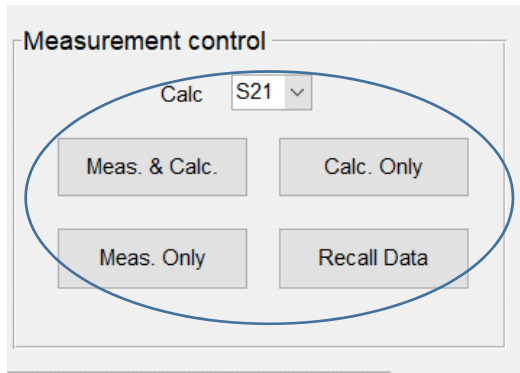 Measurement control
Calc S21
Meas. & Calc. Calc. Only
Meas. Only Recall Data